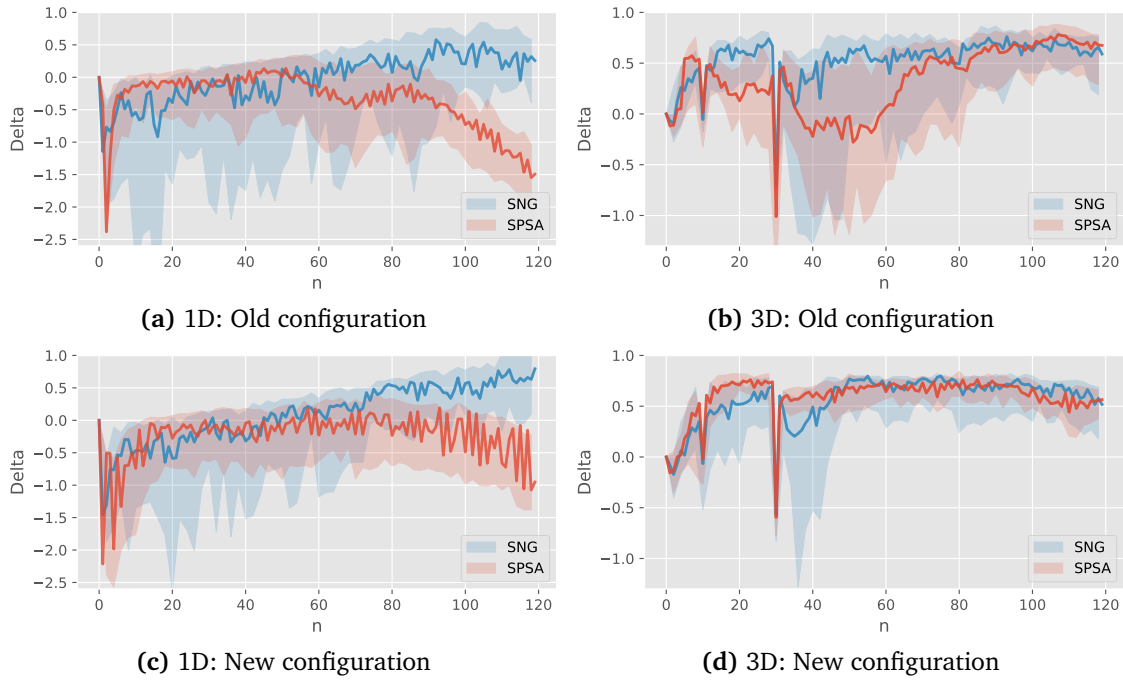 1.0
0.5
0.0
−0.5
−1.0
−1.5
−2.0
−2.5
Delta
0 20 40 60 80 100 120
n
SNG
SPSA
(a) 1D: Old configuration
1.0
0.5
0.0
−0.5
−1.0
Delta
0 20 40 60 80 100 120
n
SNG
SPSA
(b) 3D: Old configuration
1.0
0.5
0.0
−0.5
−1.0
−1.5
−2.0
−2.5
Delta
0 20 40 60 80 100 120
n
SNG
SPSA
(c) 1D: New configuration
1.0
0.5
0.0
−0.5
−1.0
Delta
0 20 40 60 80 100 120
n
SNG
SPSA
(d) 3D: New configuration